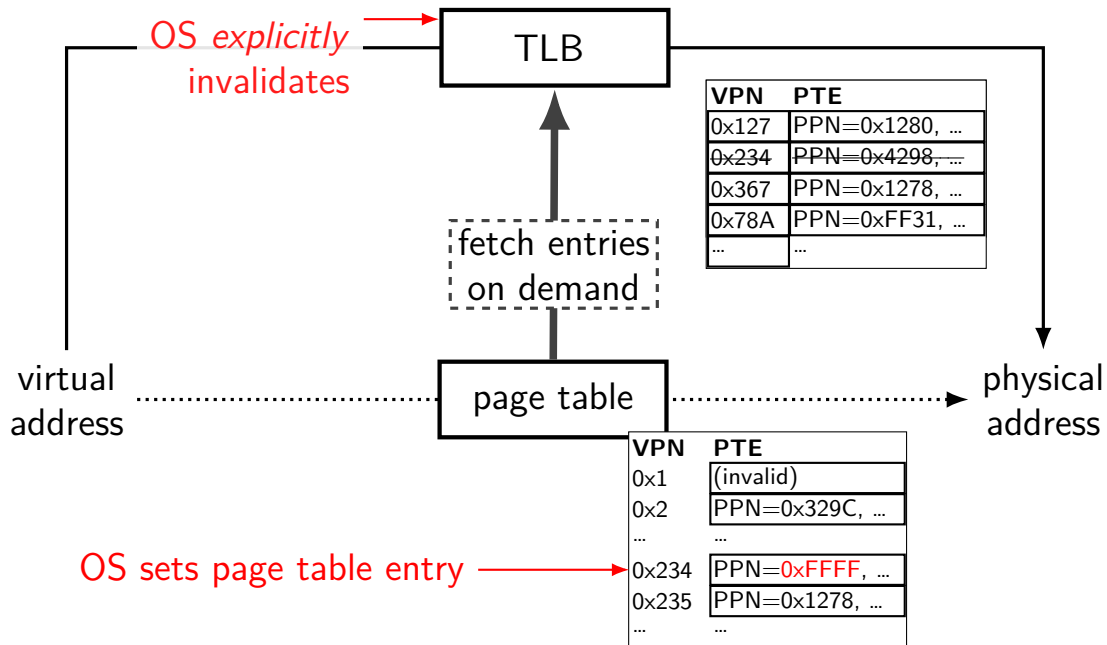 OS explicitly
invalidates
TLB
VPN PTE
0x127 PPN=0x1280, ...
0x234 PPN=0x4298, ...
0x367 PPN=0x1278, ...
0x78A PPN=0xFF31, ...
... ...
fetch entries
on demand
virtual
address
page table
physical
address
VPN PTE
0x1 (invalid)
0x2 PPN=0x329C, ...
... ...
OS sets page table entry
0x234 PPN=0xFFFF, ...
0x235 PPN=0x1278, ...
... ...